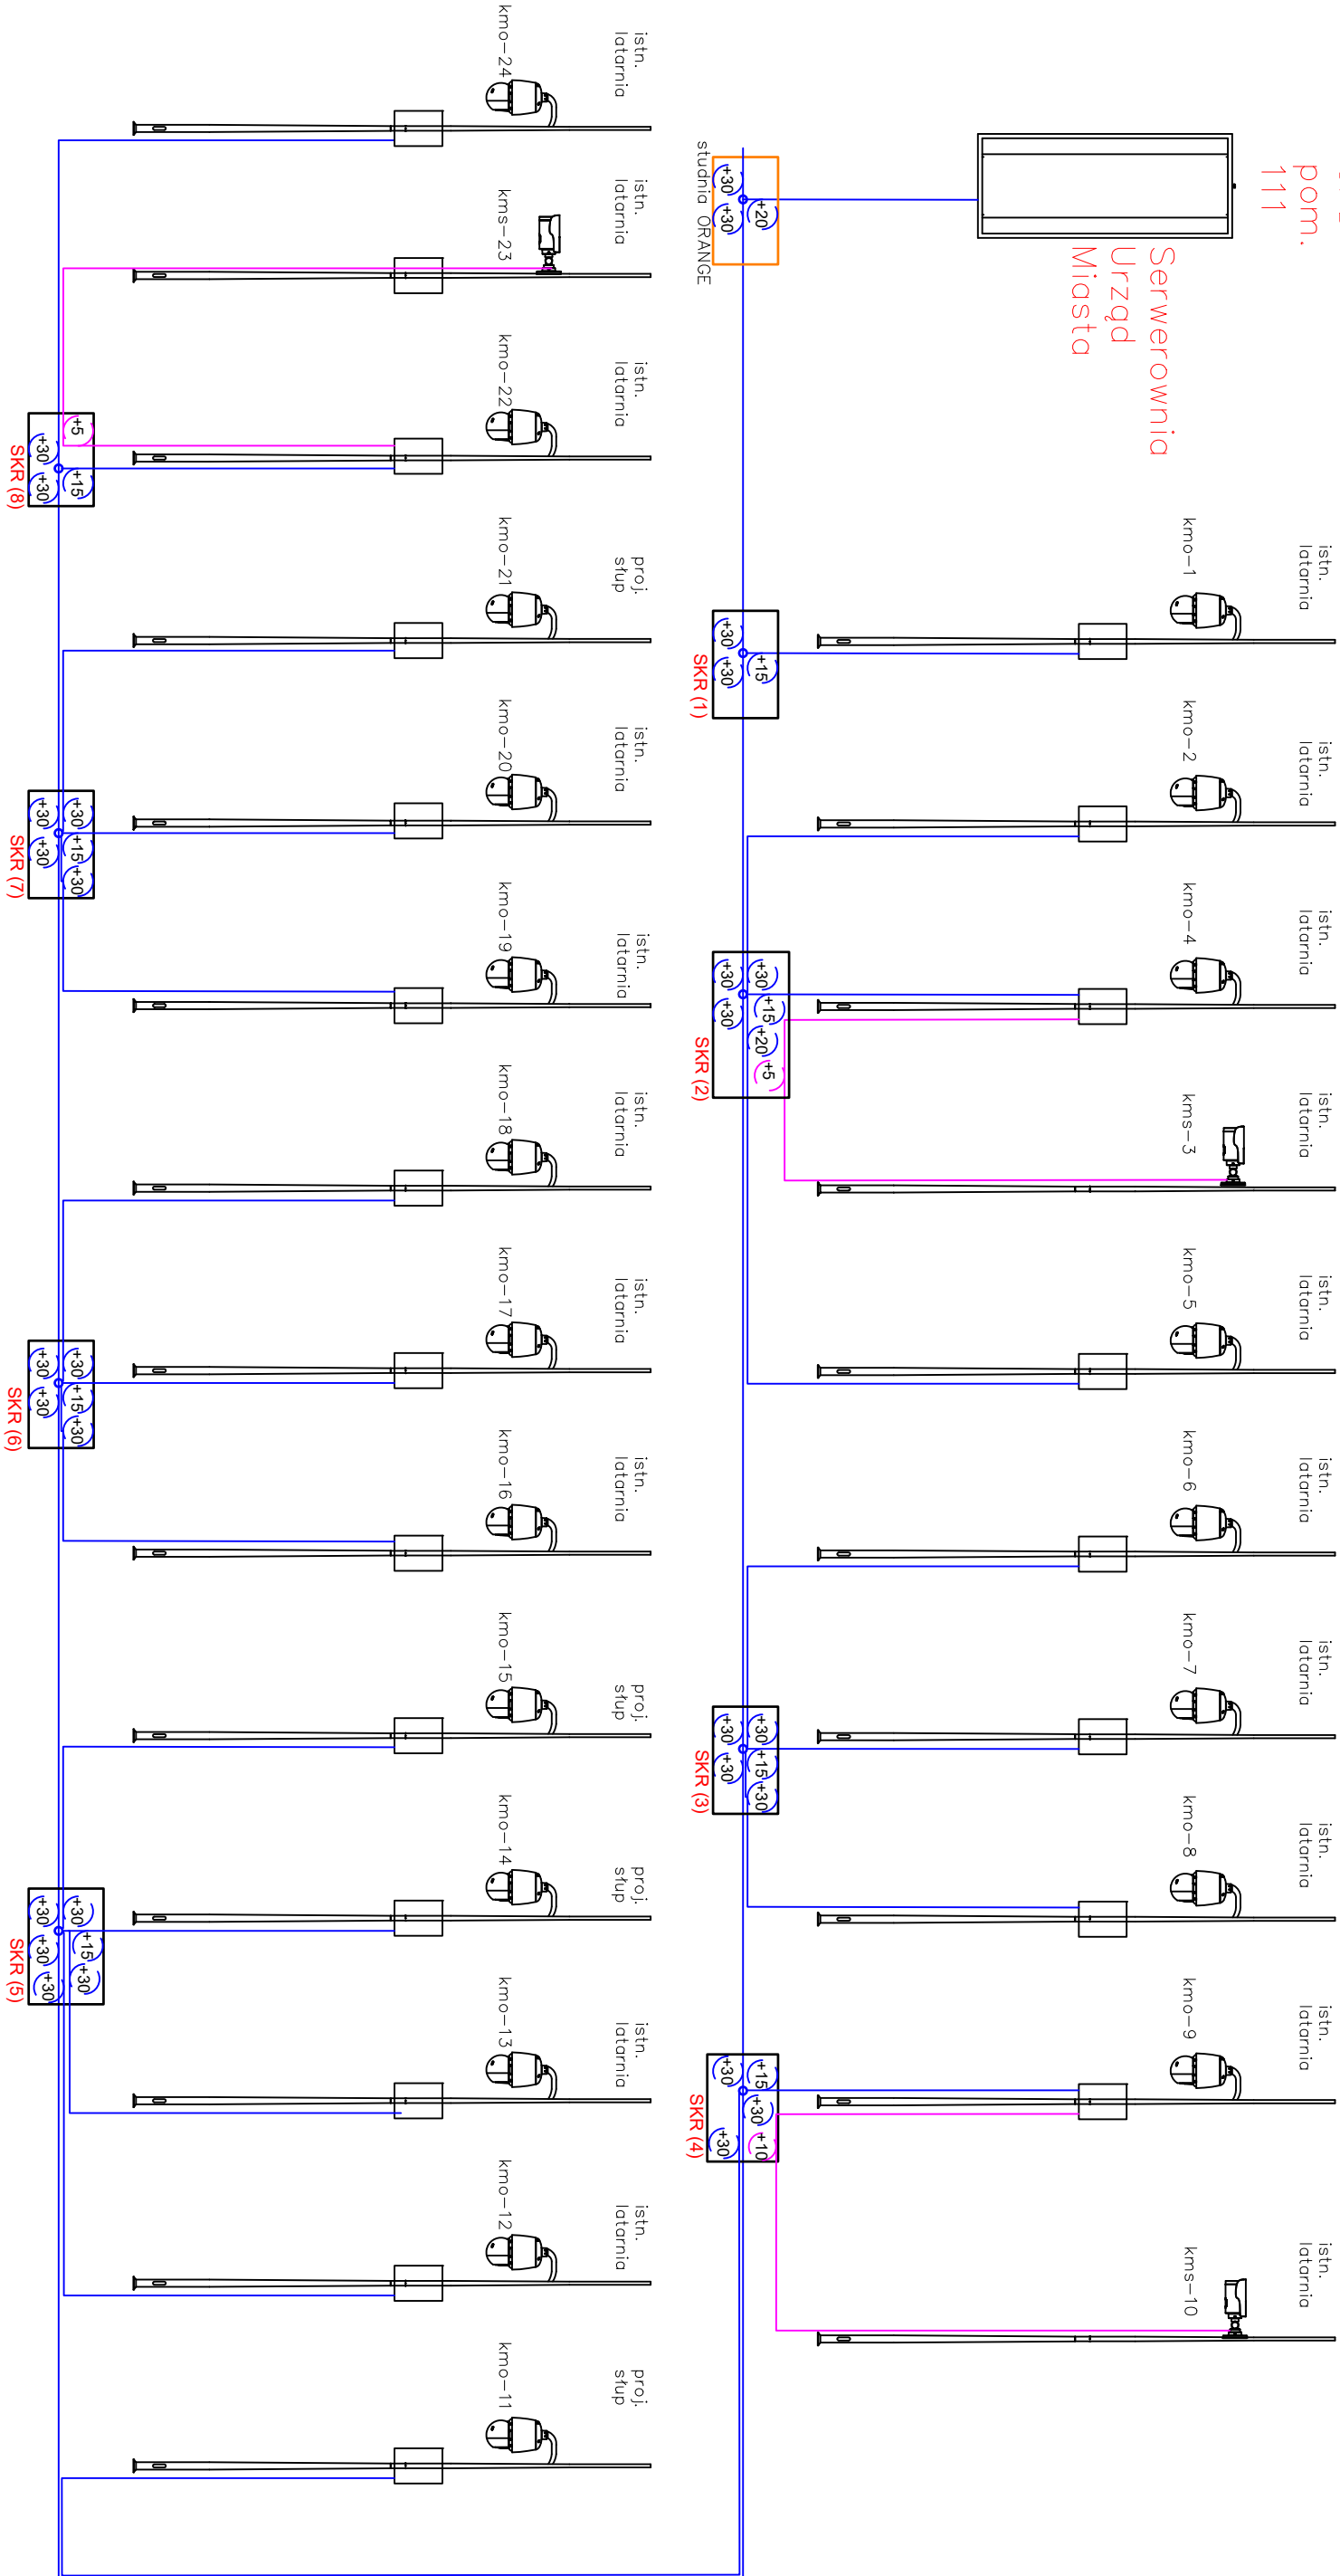 pom.
111
Serwerownia
Urząd
Miasta
studnia ORANGE
+30
+30
+20
istn.
latarnia
kmo-1
+30
+30
+15
SKR (1)
istn.
latarnia
kmo-2
istn.
latarnia
kmo-4
+30
+15
+20
+5
+30
+30
SKR (2)
istn.
latarnia
kms-3
istn.
latarnia
kmo-5
istn.
latarnia
kmo-6
istn.
latarnia
kmo-7
+30
+15
+30
+30
+30
SKR (3)
istn.
latarnia
kmo-8
istn.
latarnia
kmo-9
+15
+30
+10
+30
+30
SKR (4)
istn.
latarnia
kms-10
istn.
latarnia
kmo-24
istn.
latarnia
kms-23
istn.
latarnia
kmo-22
+5
+15
+30
+30
SKR (8)
proj.
słup
kmo-21
istn.
latarnia
kmo-20
+30
+15
+30
+30
+30
SKR (7)
istn.
latarnia
kmo-19
istn.
latarnia
kmo-18
istn.
latarnia
kmo-17
+30
+15
+30
+30
+30
SKR (6)
istn.
latarnia
kmo-16
proj.
słup
kmo-15
proj.
słup
kmo-14
+30
+15
+30
+30
+30
+30
SKR (5)
istn.
latarnia
kmo-13
istn.
latarnia
kmo-12
proj.
słup
kmo-11